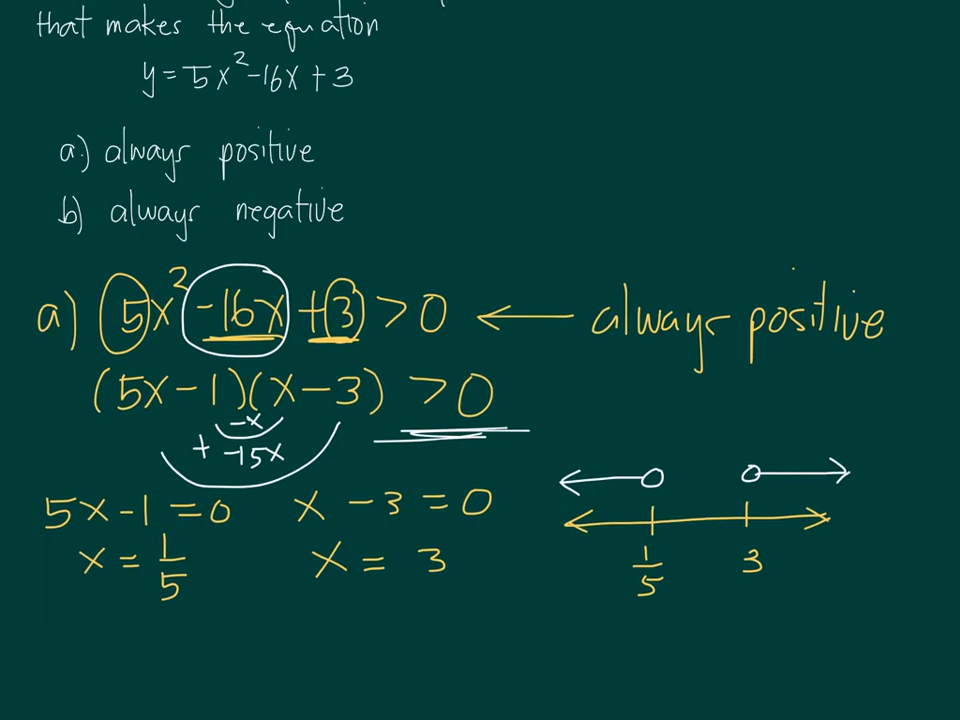 that makes the equation
y = 5x² - 16x + 3
a.) always positive
b) always negative
a) 5x² - 16x + 3 > 0 ← always positive
(5x - 1)(x - 3) > 0
-x
+ -15x
5x - 1 = 0 x - 3 = 0
x = 1/5 x = 3
1/5 3